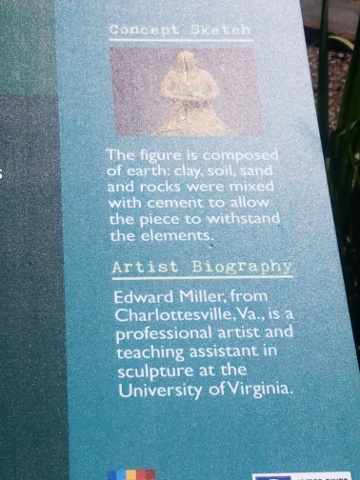 Concept Sketch
The figure is composed
of earth: clay, soil, sand
and rocks were mixed
with cement to allow
the piece to withstand
the elements.
Artist Biography
Edward Miller, from
Charlottesville, Va., is a
professional artist and
teaching assistant in
sculpture at the
University of Virginia.